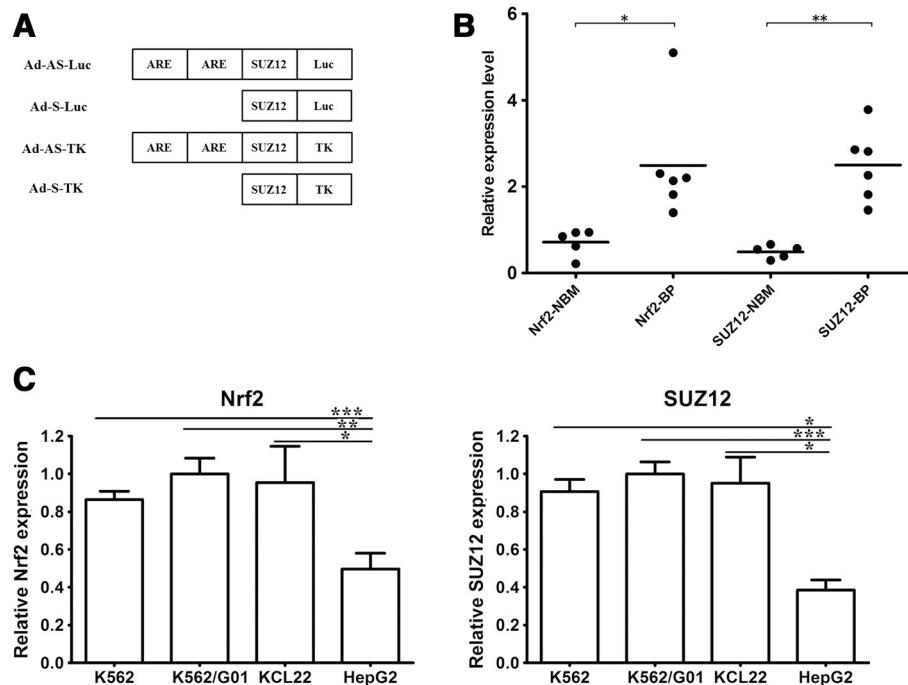 A
Ad-AS-Luc ARE ARE SUZ12 Luc
Ad-S-Luc SUZ12 Luc
Ad-AS-TK ARE ARE SUZ12 TK
Ad-S-TK SUZ12 TK
B
Relative expression level
6
4
2
0
* **
Nrf2-NBM Nrf2-BP SUZ12-NBM SUZ12-BP
C
Nrf2
***
**
*
Relative Nrf2 expression
1.2
1.0
0.8
0.6
0.4
0.2
0.0
K562 K562/G01 KCL22 HepG2
SUZ12
*
***
*
Relative SUZ12 expression
1.2
1.0
0.8
0.6
0.4
0.2
0.0
K562 K562/G01 KCL22 HepG2